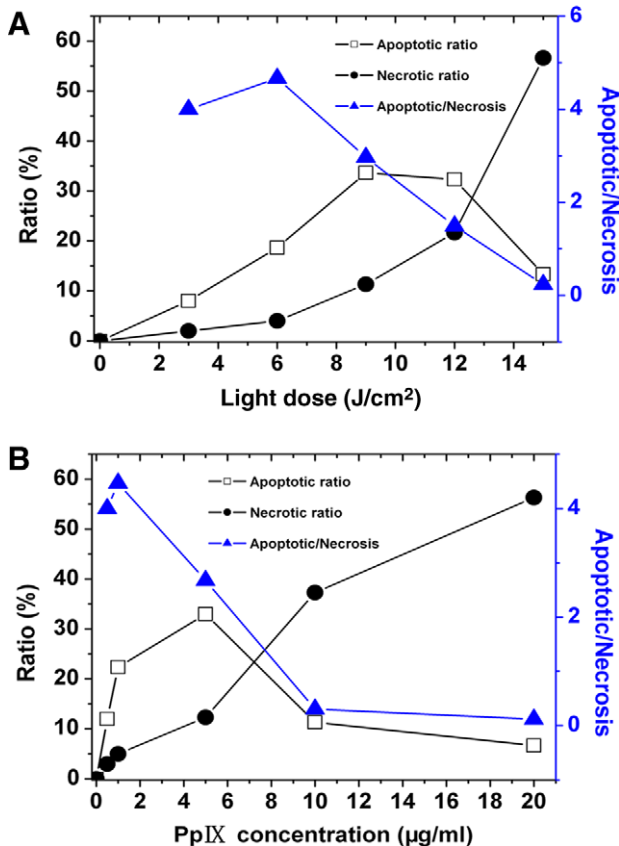 A
Apoptotic ratio
Necrotic ratio
Apoptotic/Necrosis
Ratio (%)
60
50
40
30
20
10
0
6
4
2
0
Apoptotic/Necrosis
0 2 4 6 8 10 12 14
Light dose (J/cm²)
B
Apoptotic ratio
Necrotic ratio
Apoptotic/Necrosis
Ratio (%)
60
50
40
30
20
10
0
4
2
0
Apoptotic/Necrosis
0 2 4 6 8 10 12 14 16 18 20
PpⅨ concentration (µg/ml)